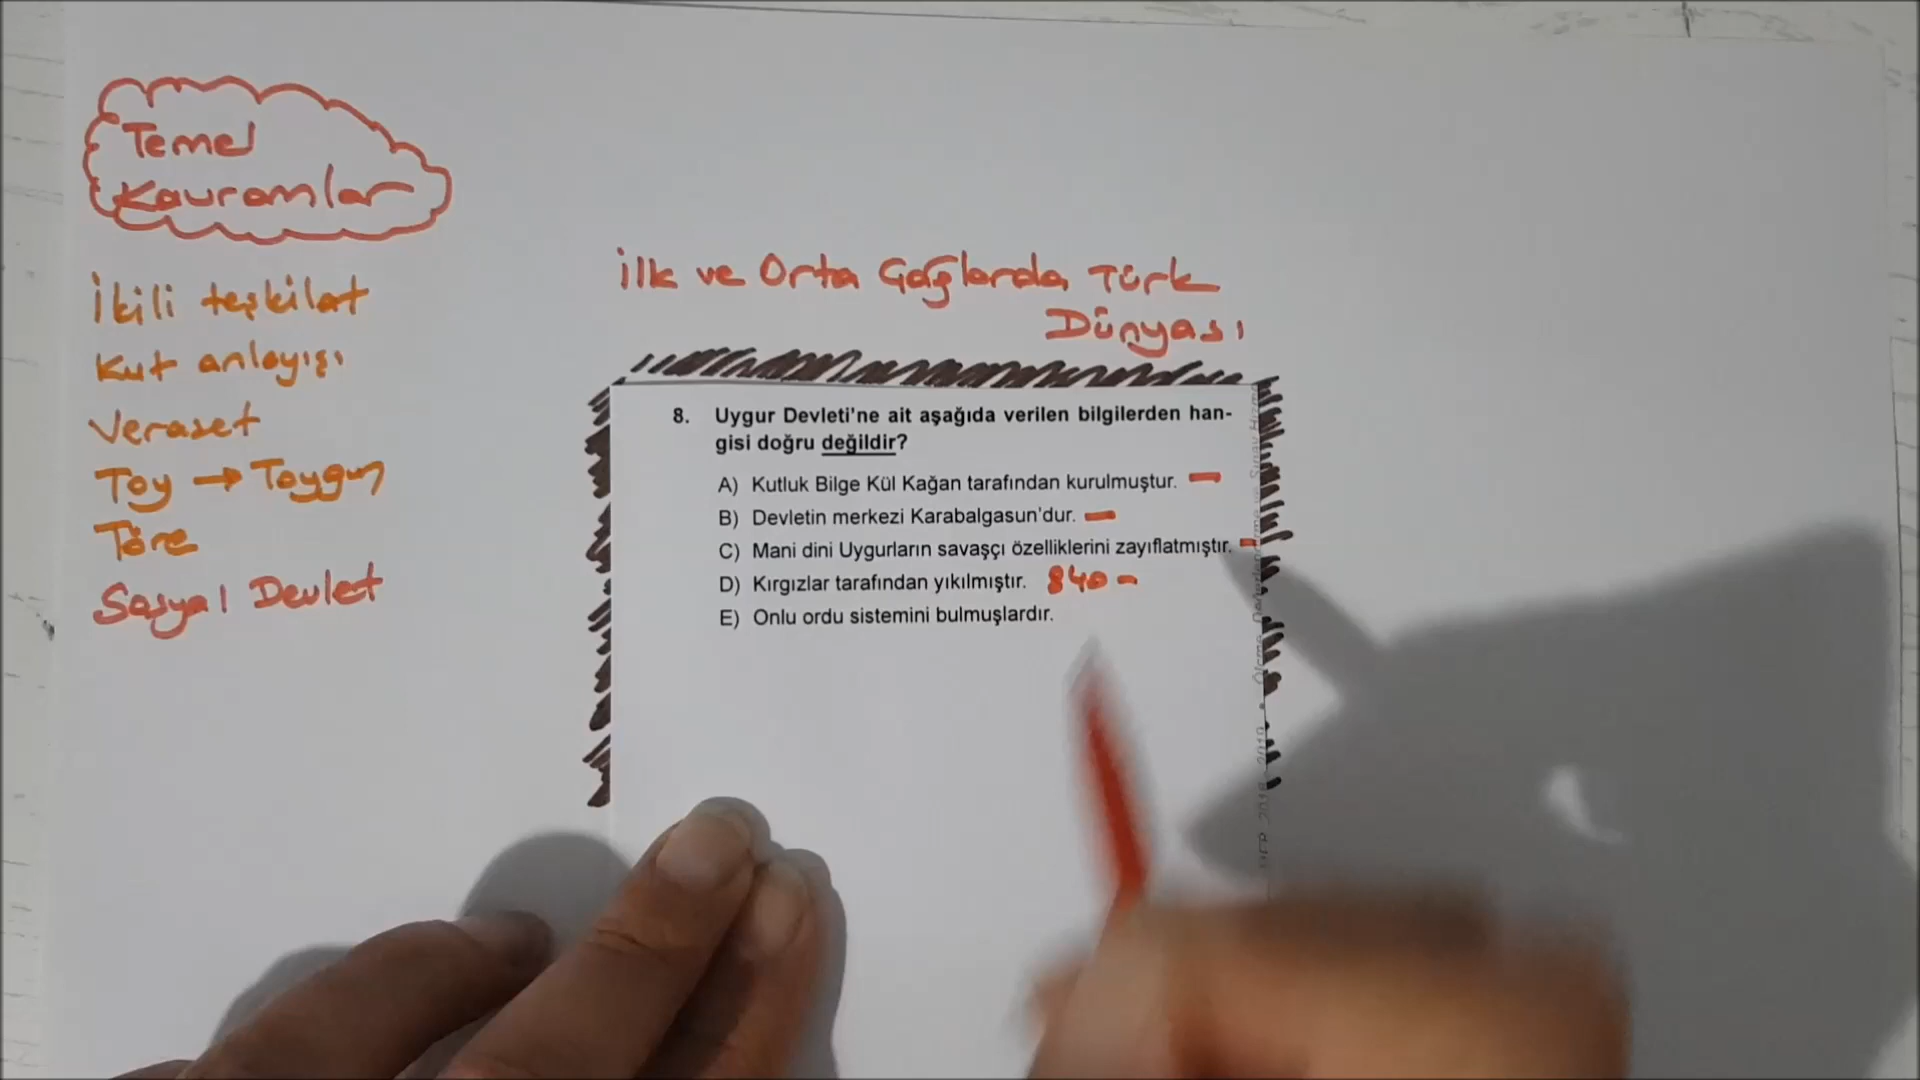 Temel
Kavramlar
İkili teşkilat
Kut anlayışı
Veraset
Toy → Toygun
Töre
Sosyal Devlet
İlk ve Orta Çağlarda Türk
Dünyası
8. Uygur Devleti'ne ait aşağıda verilen bilgilerden han-
gisi doğru değildir?
A) Kutluk Bilge Kül Kağan tarafından kurulmuştur. -
B) Devletin merkezi Karabalgasun'dur. -
C) Mani dini Uygurların savaşçı özelliklerini zayıflatmıştır. -
D) Kırgızlar tarafından yıkılmıştır. 840 -
E) Onlu ordu sistemini bulmuşlardır.